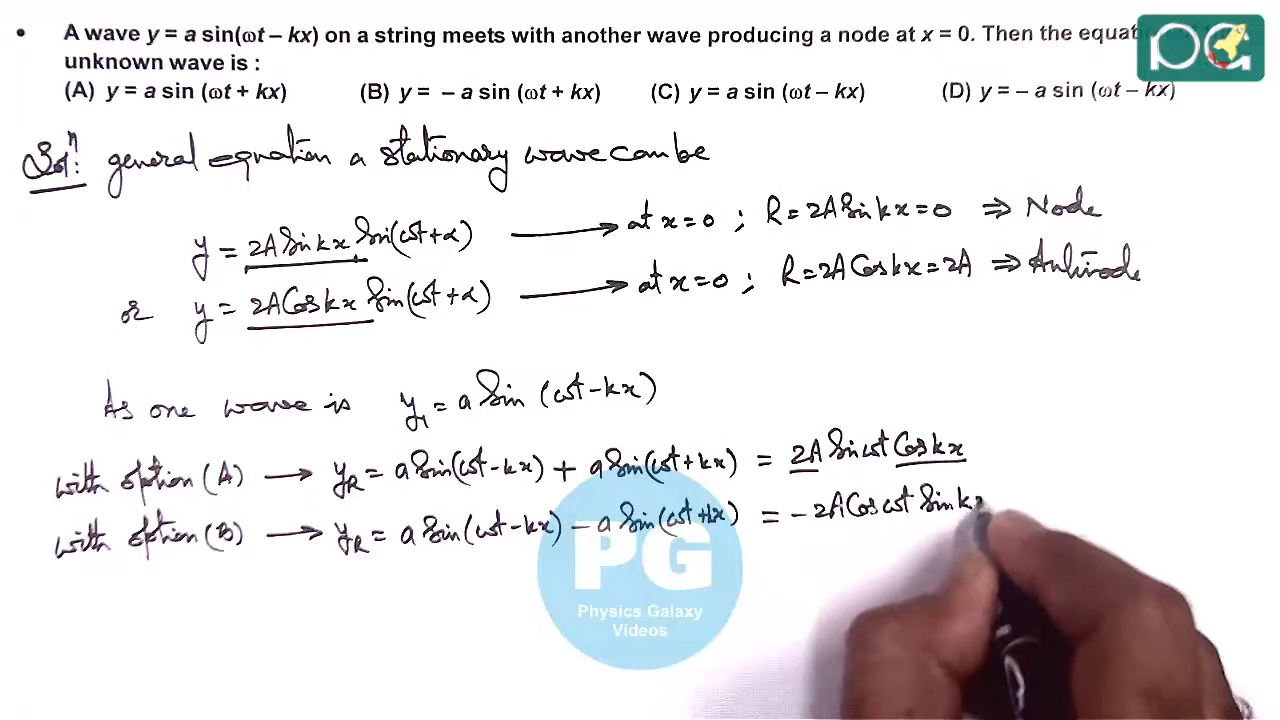 • A wave y = a sin(ωt – kx) on a string meets with another wave producing a node at x = 0. Then the equation
unknown wave is :
(A) y = a sin (ωt + kx) (B) y = – a sin (ωt + kx) (C) y = a sin (ωt – kx) (D) y = – a sin (ωt – kx)
PG
Solⁿ: general equation a stationary wave can be
y = 2A Sin kx Sin(ωt+α) → at x=0 ; R=2A Sin kx=0 ⇒ Node
or y = 2A Cos kx Sin(ωt+α) → at x=0 ; R=2A Cos kx=2A ⇒ Antinode
As one wave is y₁ = a Sin (ωt-kx)
with option (A) → y_R = a Sin(ωt-kx) + a Sin(ωt+kx) = 2A Sin ωt Cos kx
with option (B) → y_R = a Sin(ωt-kx) - a Sin(ωt+kx) = -2A Cos ωt Sin kx
PG
Physics Galaxy
Videos